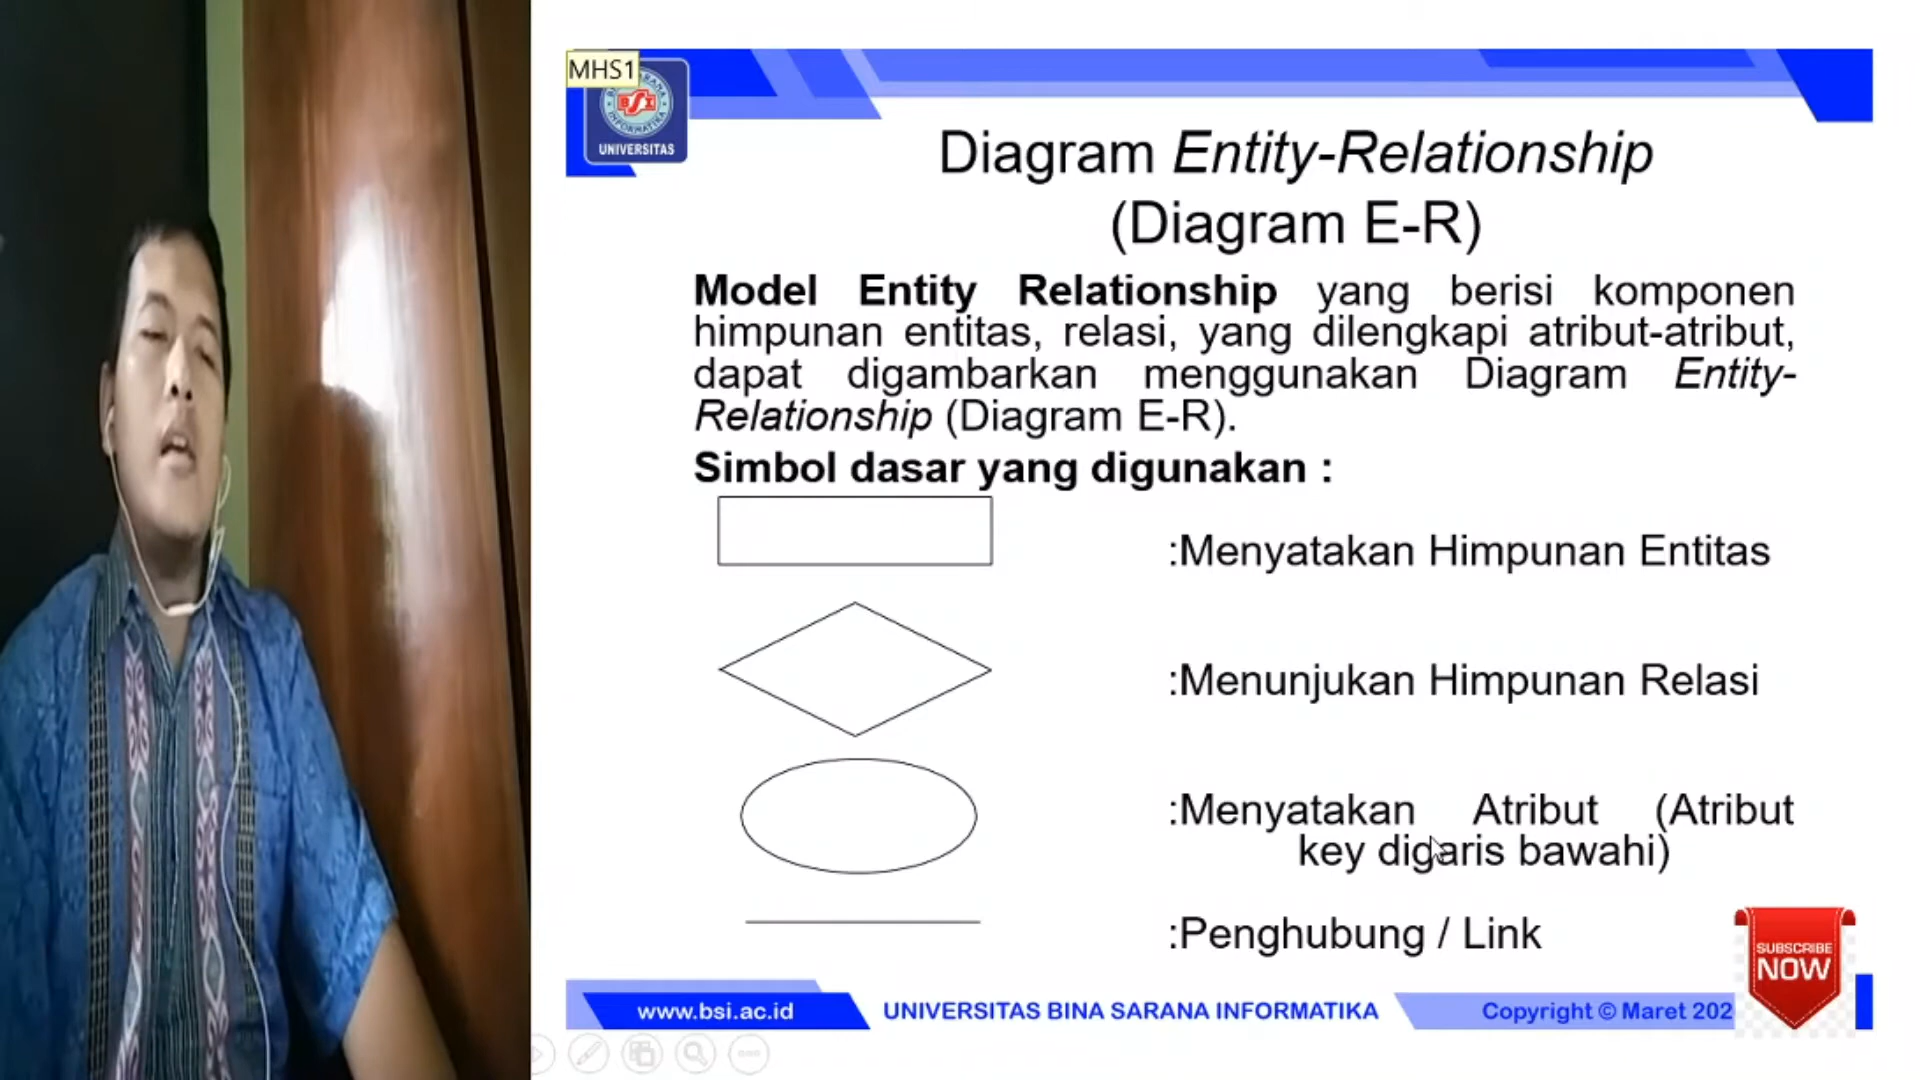 MHS1
BSI
UNIVERSITAS
Diagram Entity-Relationship
(Diagram E-R)
Model Entity Relationship yang berisi komponen
himpunan entitas, relasi, yang dilengkapi atribut-atribut,
dapat digambarkan menggunakan Diagram Entity-
Relationship (Diagram E-R).
Simbol dasar yang digunakan :
:Menyatakan Himpunan Entitas
:Menunjukan Himpunan Relasi
:Menyatakan Atribut (Atribut
key digaris bawahi)
:Penghubung / Link
SUBSCRIBE
NOW
www.bsi.ac.id UNIVERSITAS BINA SARANA INFORMATIKA Copyright © Maret 202